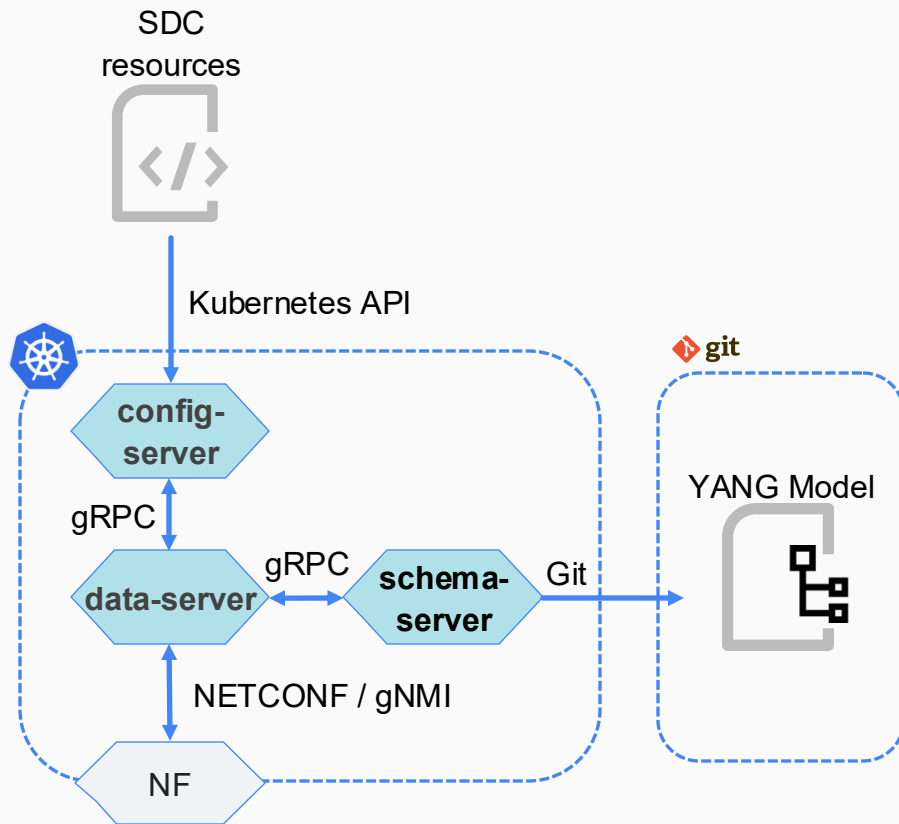 SDC
resources
</>
Kubernetes API
git
config-
server
YANG Model
gRPC
gRPC
schema-
server
Git
data-server
NETCONF / gNMI
NF